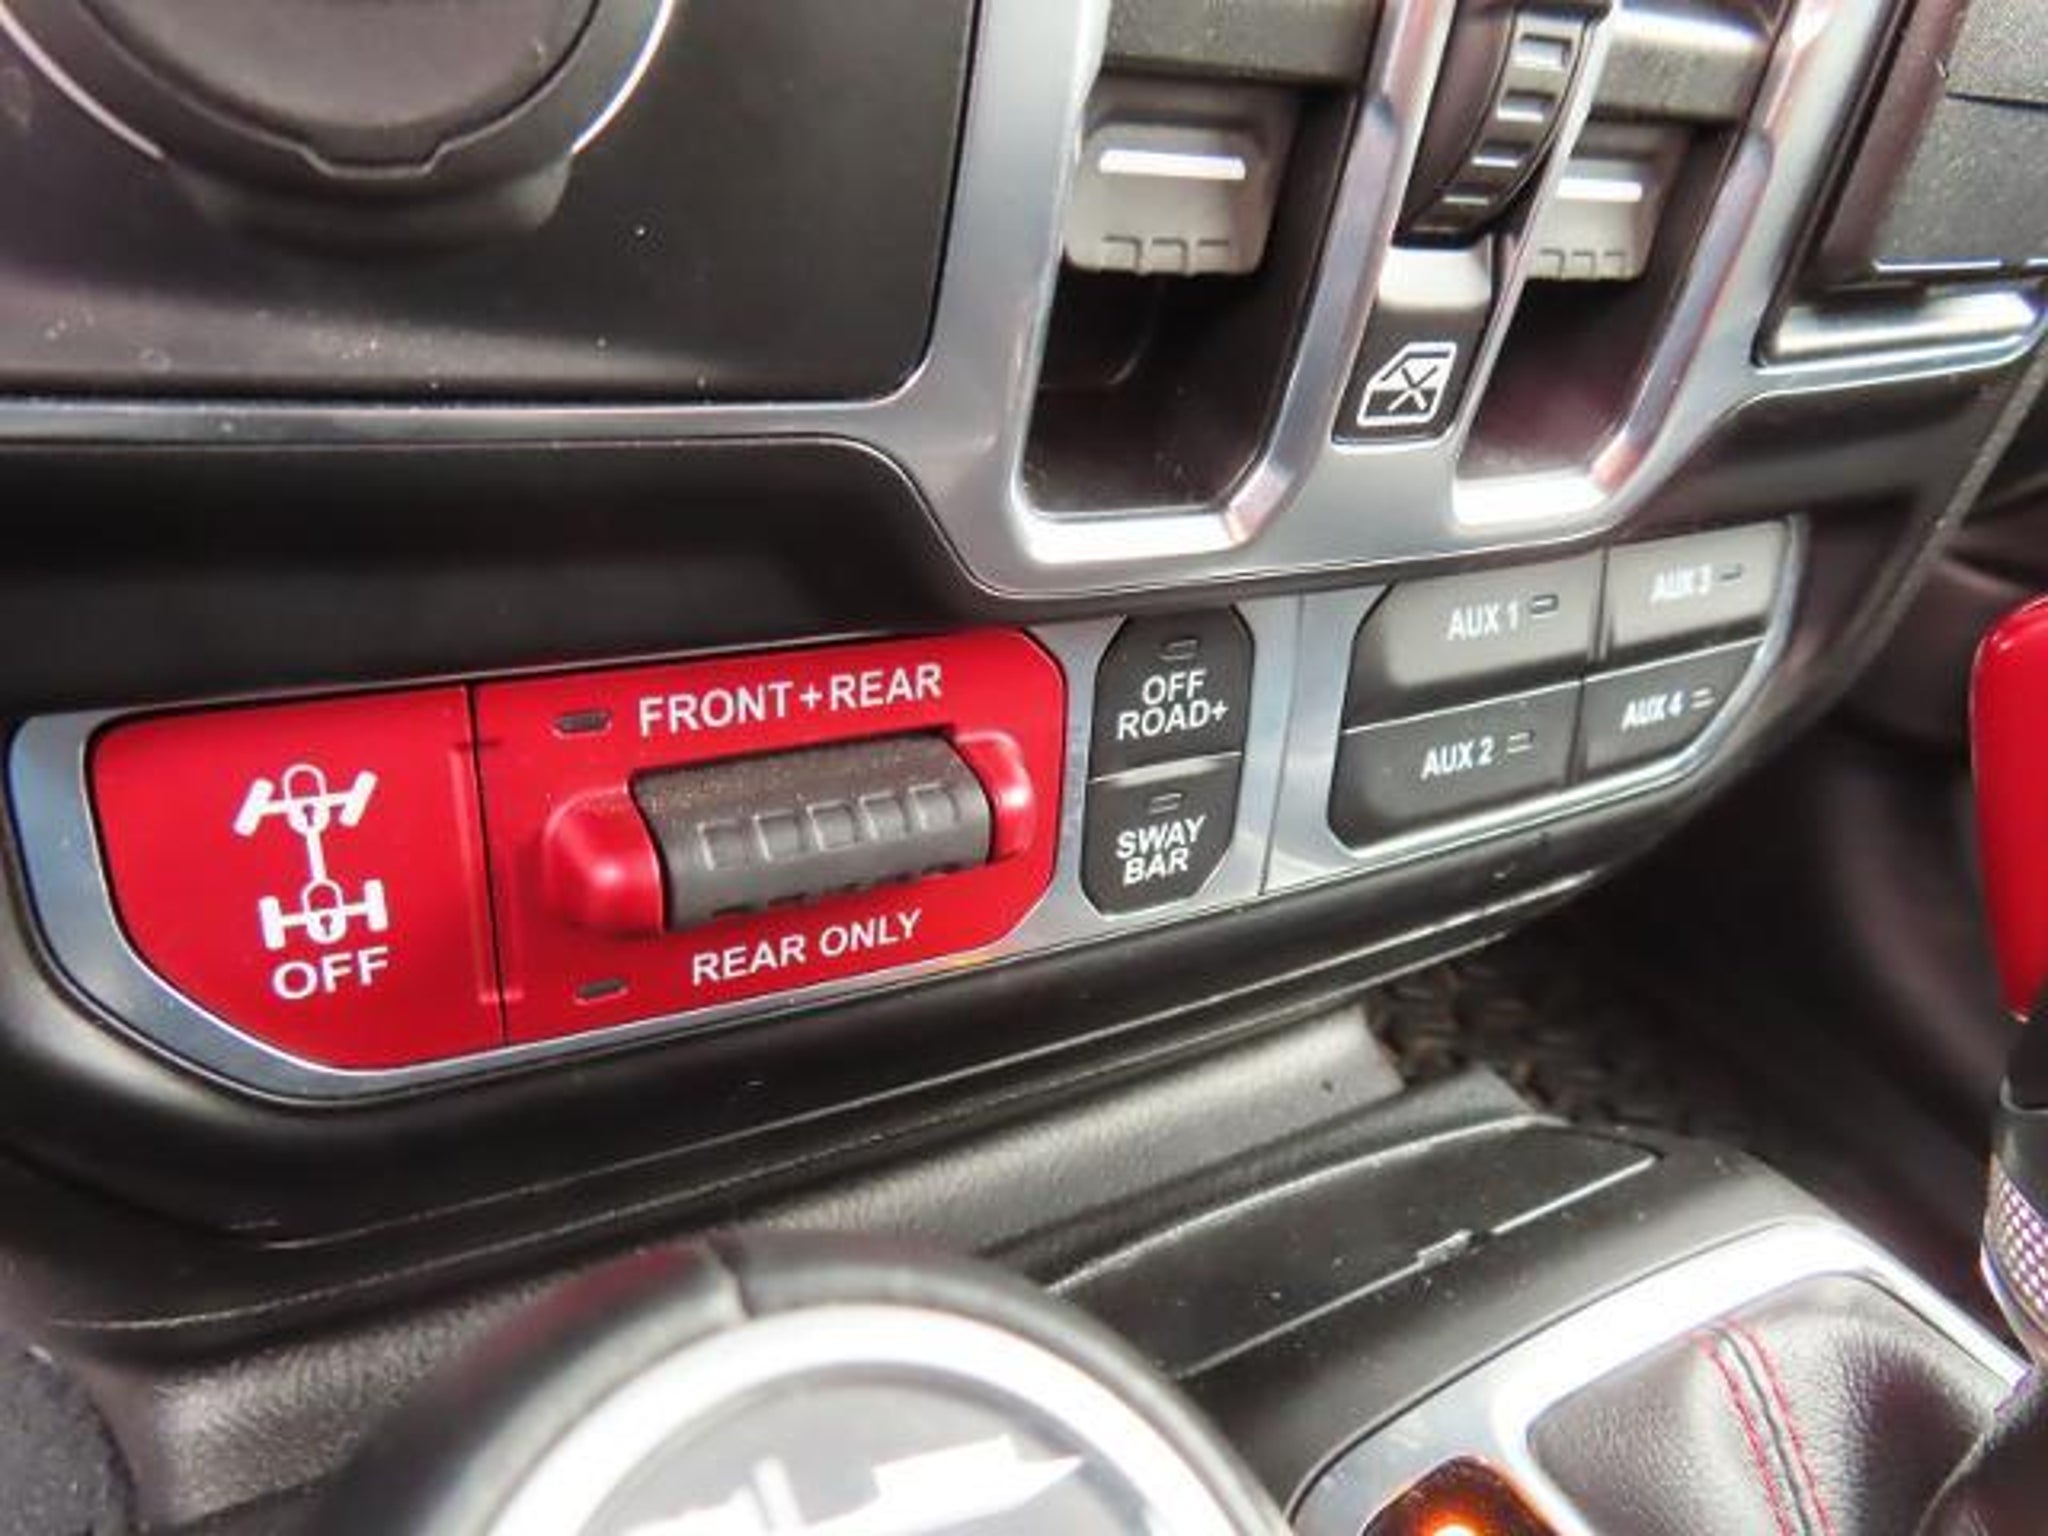 FRONT+REAR
REAR ONLY
OFF
OFF
ROAD+
SWAY
BAR
AUX 1
AUX 2
AUX 3
AUX 4